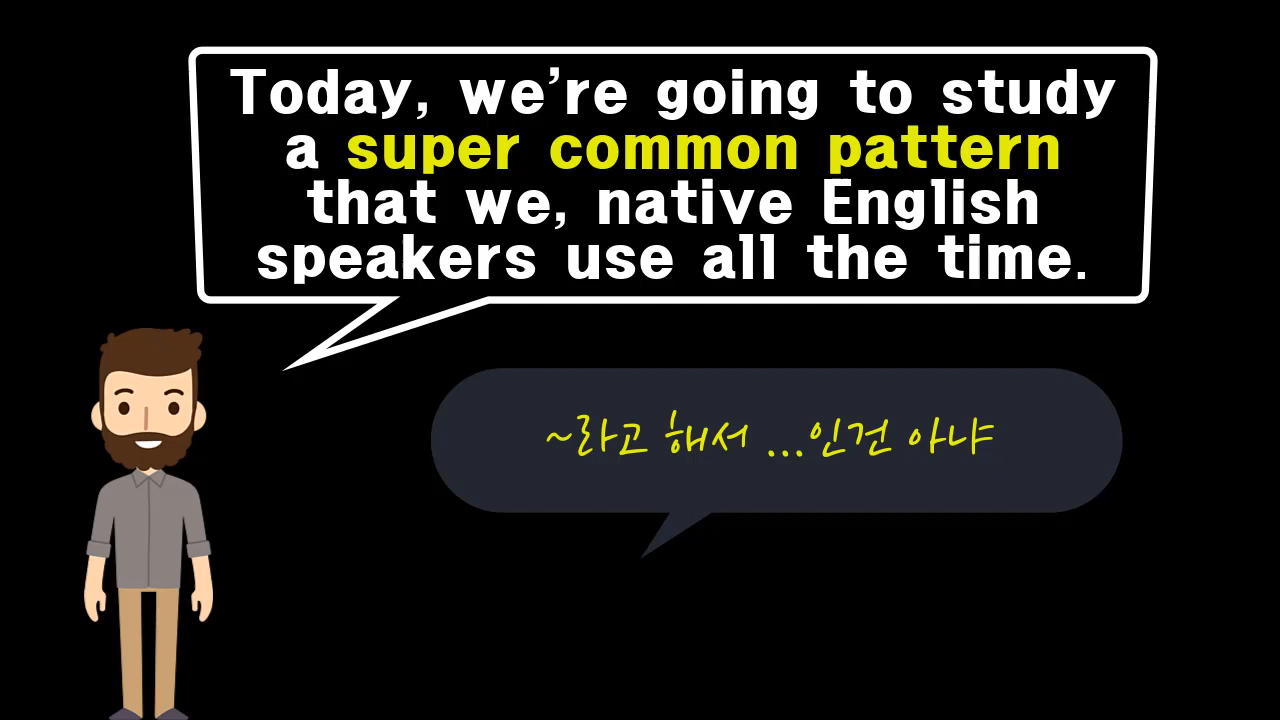 Today, we're going to study
a super common pattern
that we, native English
speakers use all the time.
~라고 해서 ...인건 아냐